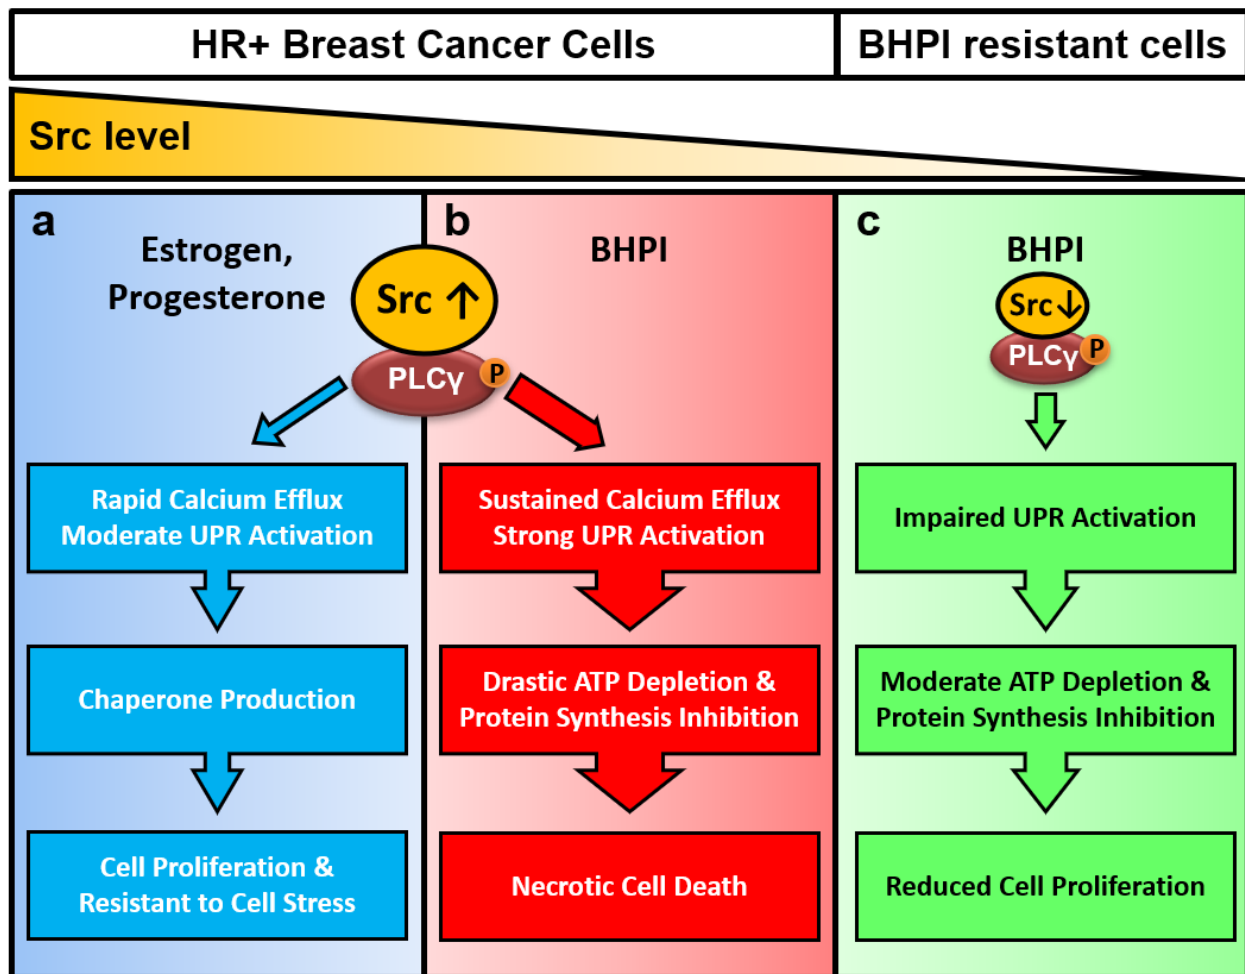 HR+ Breast Cancer Cells
BHPI resistant cells
Src level
a
Estrogen,
Progesterone
Src ↑
PLCγ
P
b
BHPI
c
BHPI
Src↓
PLCγ
P
Rapid Calcium Efflux
Moderate UPR Activation
Chaperone Production
Cell Proliferation &
Resistant to Cell Stress
Sustained Calcium Efflux
Strong UPR Activation
Drastic ATP Depletion &
Protein Synthesis Inhibition
Necrotic Cell Death
Impaired UPR Activation
Moderate ATP Depletion &
Protein Synthesis Inhibition
Reduced Cell Proliferation